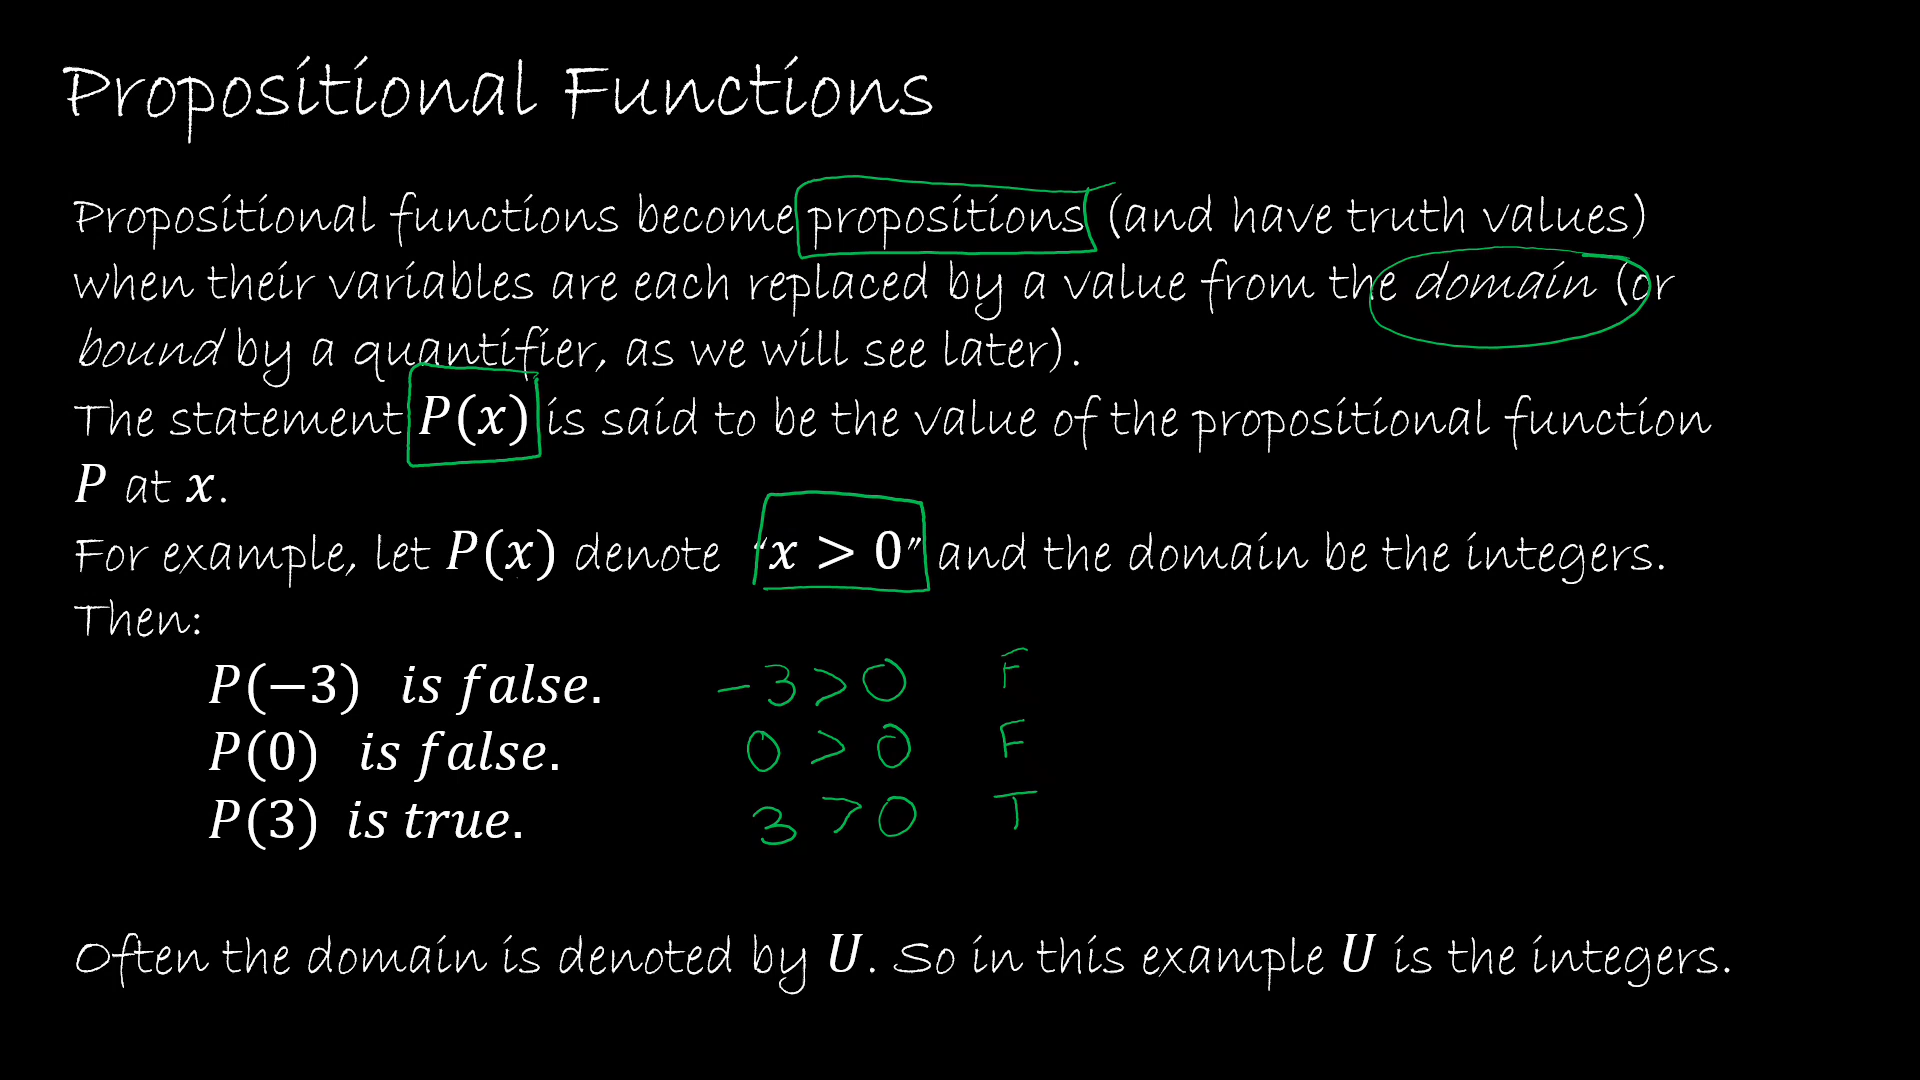 Propositional Functions
Propositional functions become propositions (and have truth values)
when their variables are each replaced by a value from the domain (or
bound by a quantifier, as we will see later).
The statement P(x) is said to be the value of the propositional function
P at x.
For example, let P(x) denote “x > 0” and the domain be the integers.
Then:
P(−3) is false. −3 > 0 F
P(0) is false. 0 > 0 F
P(3) is true. 3 > 0 T
Often the domain is denoted by U. So in this example U is the integers.